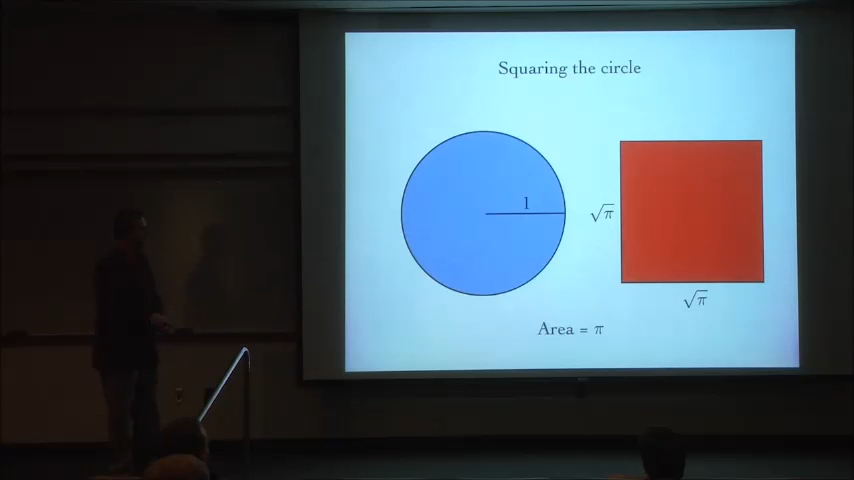 Squaring the circle
1
√π
√π
Area = π